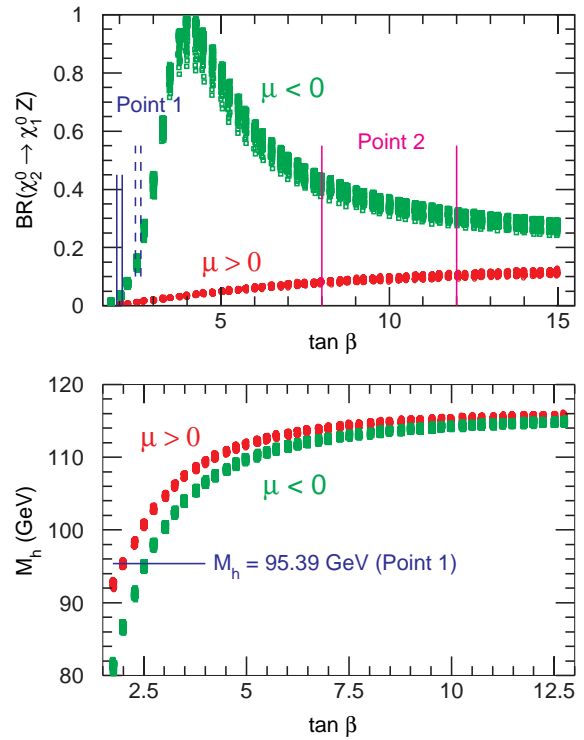 1
0.8
0.6
0.4
0.2
0
BR(χ₂⁰ → χ₁⁰ Z)
Point 1
μ < 0
Point 2
μ > 0
5
10
15
tan β
120
110
100
90
80
M_h (GeV)
μ > 0
μ < 0
M_h = 95.39 GeV (Point 1)
2.5
5
7.5
10
12.5
tan β